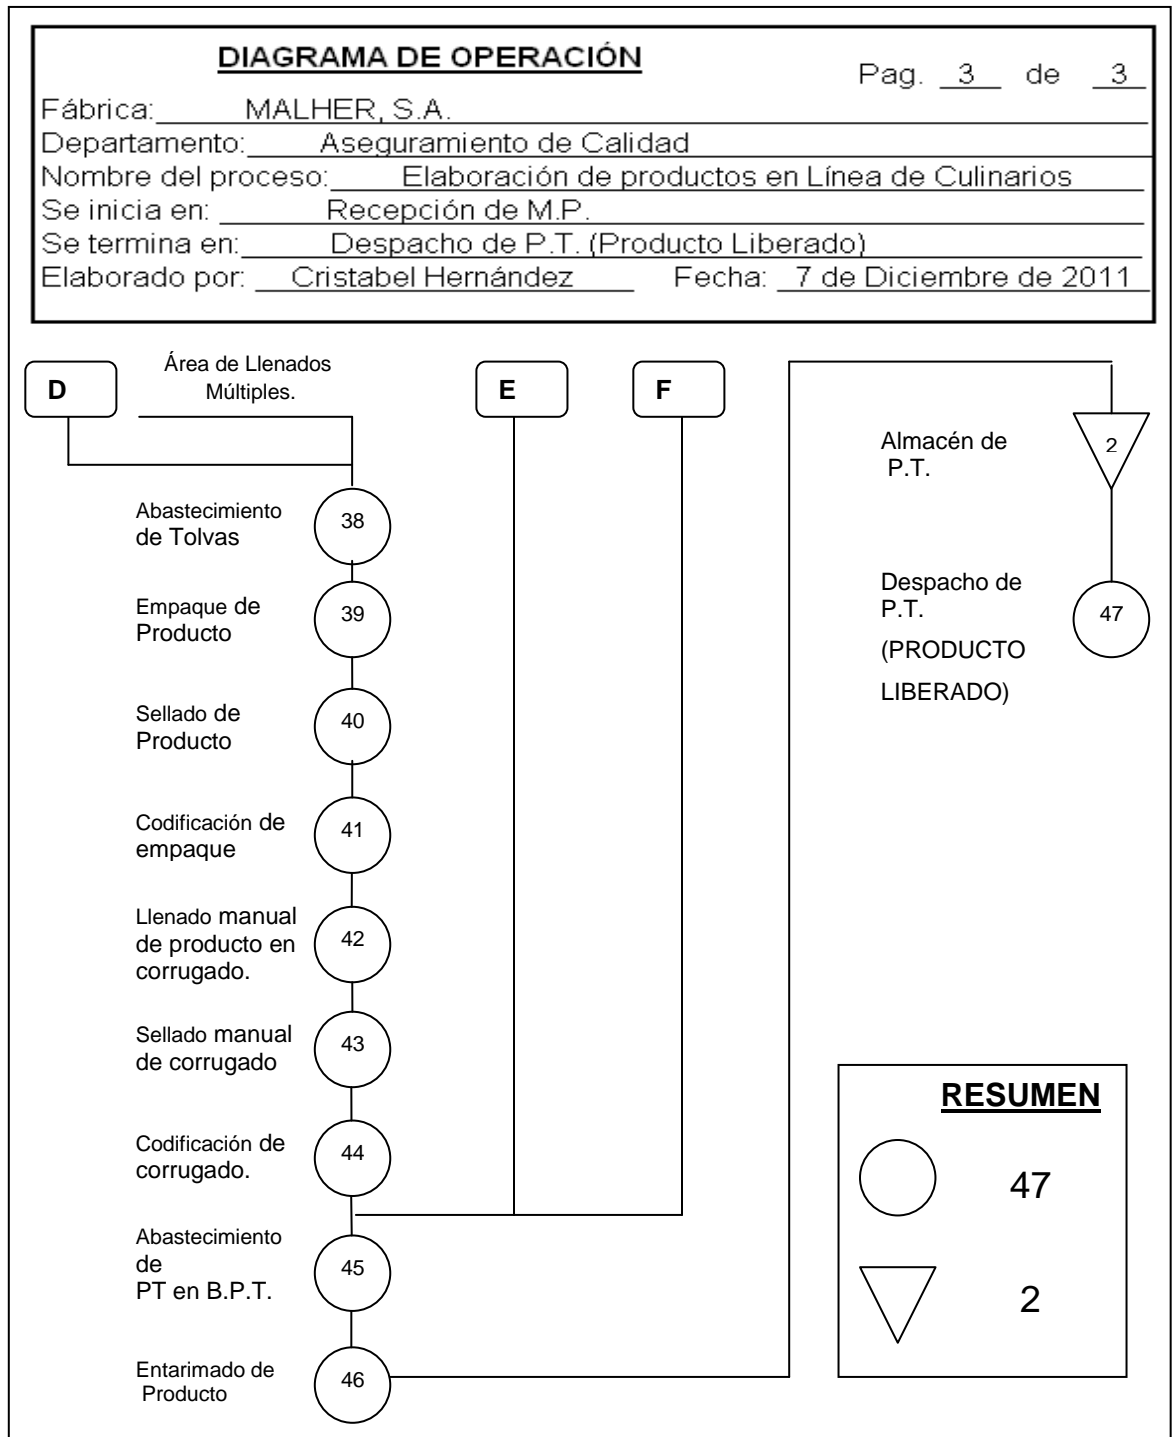 DIAGRAMA DE OPERACIÓN
Pag. 3 de 3
Fábrica: MALHER, S.A.
Departamento: Aseguramiento de Calidad
Nombre del proceso: Elaboración de productos en Línea de Culinarios
Se inicia en: Recepción de M.P.
Se termina en: Despacho de P.T. (Producto Liberado)
Elaborado por: Cristabel Hernández Fecha: 7 de Diciembre de 2011
D
Área de Llenados
Múltiples.
E
F
Abastecimiento
de Tolvas
38
Empaque de
Producto
39
Sellado de
Producto
40
Codificación de
empaque
41
Llenado manual
de producto en
corrugado.
42
Sellado manual
de corrugado
43
Codificación de
corrugado.
44
Abastecimiento
de
PT en B.P.T.
45
Entarimado de
Producto
46
Almacén de
P.T.
2
Despacho de
P.T.
(PRODUCTO
LIBERADO)
47
RESUMEN
47
2